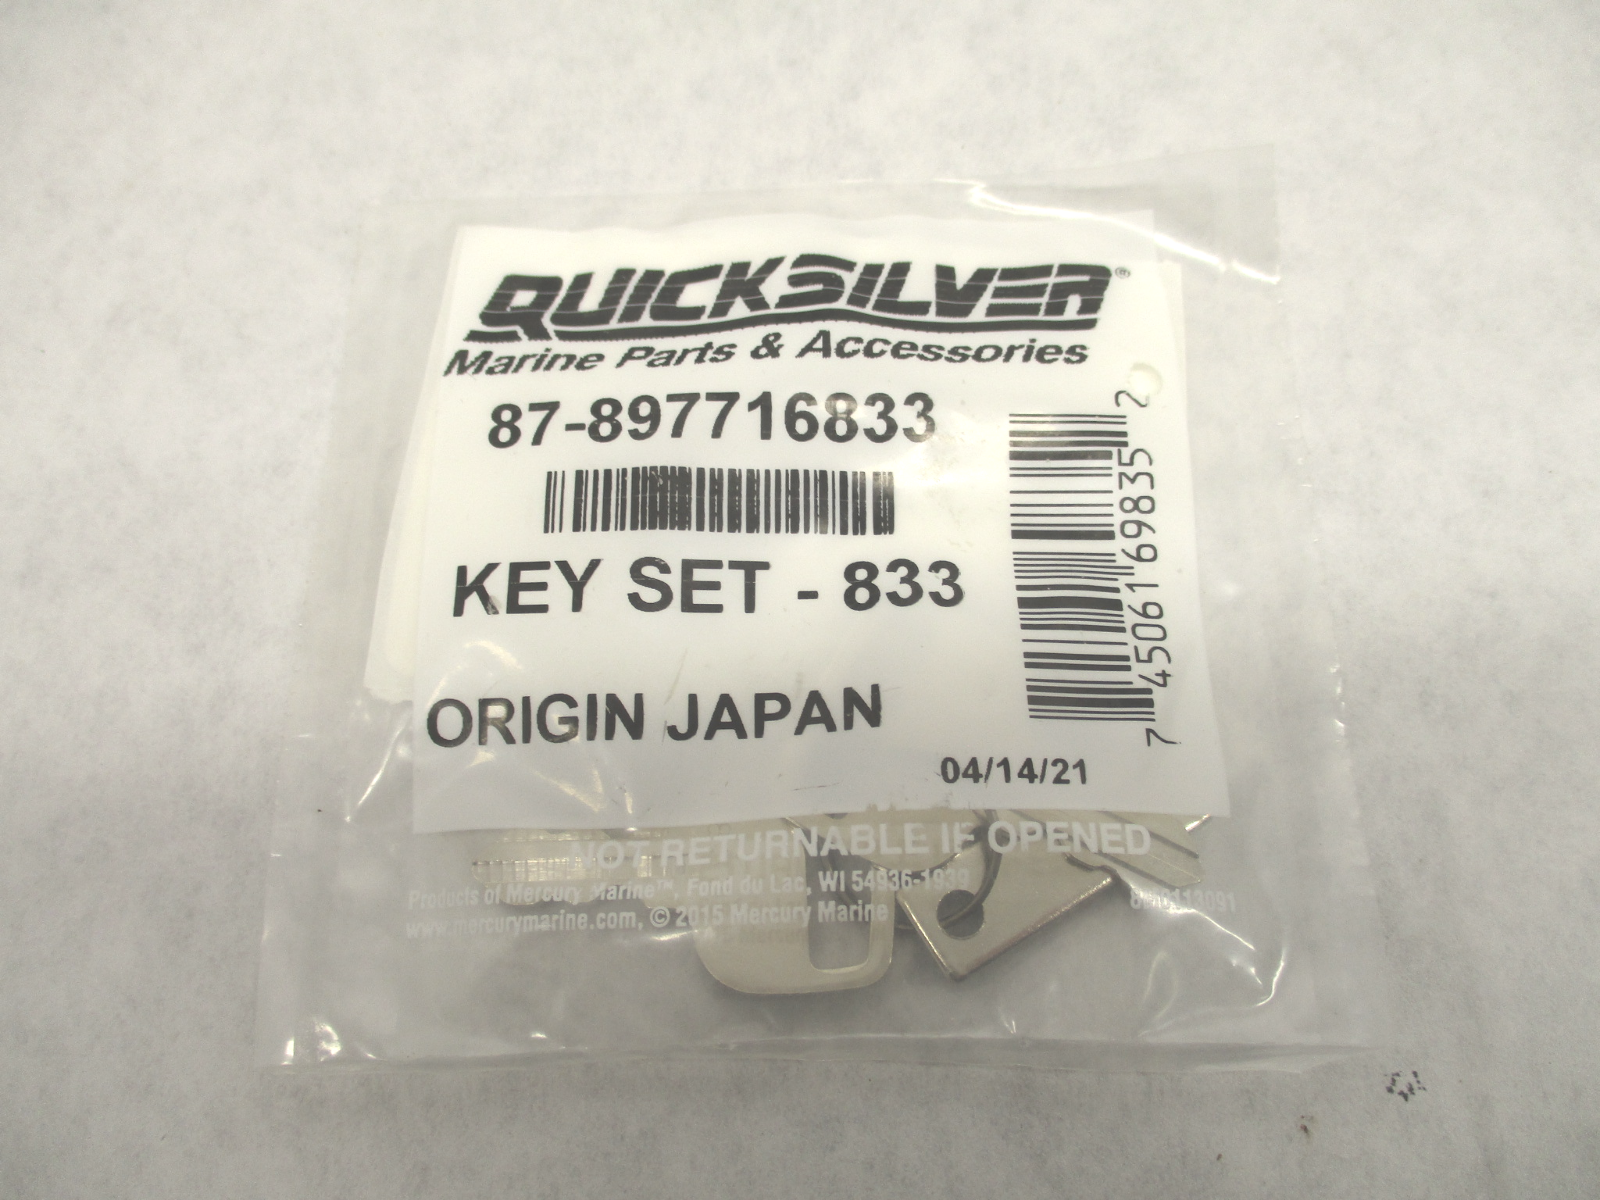 QUICKSILVER®
Marine Parts & Accessories
87-897716833
KEY SET - 833
ORIGIN JAPAN
04/14/21
7 45061 69835 2
NOT RETURNABLE IF OPENED
Products of Mercury Marine™, Fond du Lac, WI 54936-1939
www.mercurymarine.com, © 2015 Mercury Marine